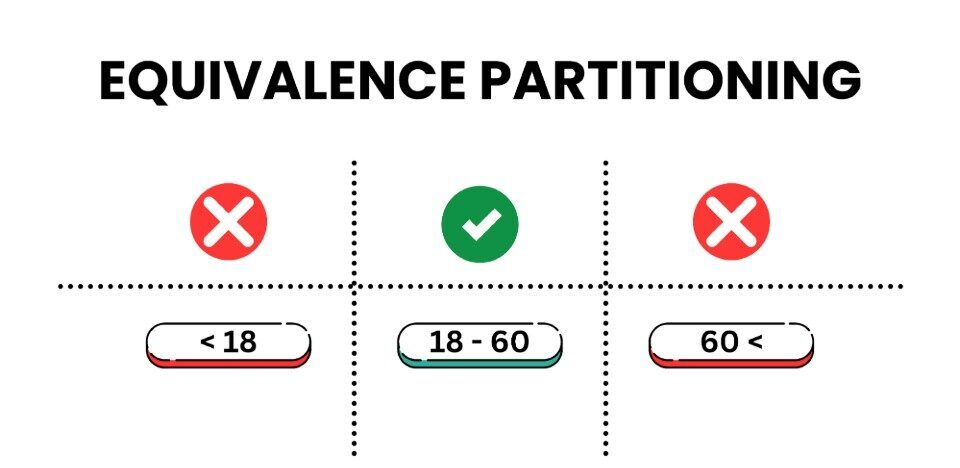 EQUIVALENCE PARTITIONING
< 18
18 - 60
60 <